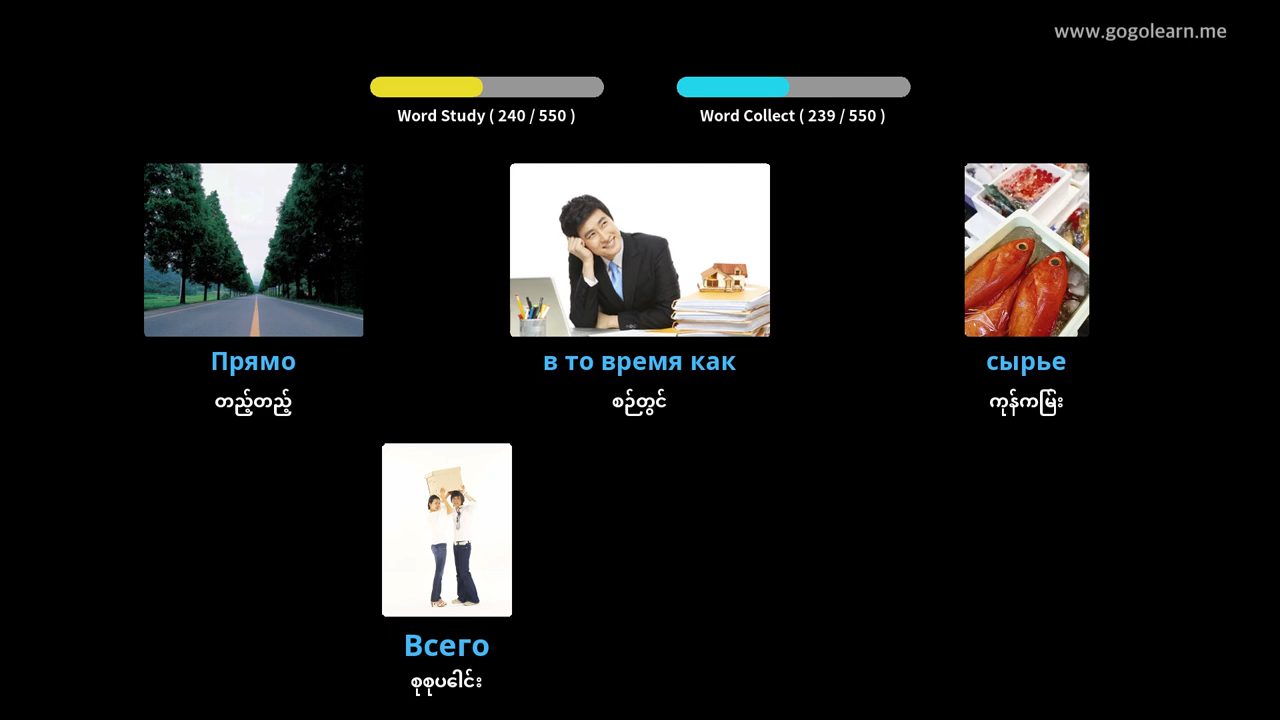 www.gogolearn.me
Word Study ( 240 / 550 )
Word Collect ( 239 / 550 )
Прямо
в то время как
сырье
တည့်တည့်
စဉ်တွင်
ကုန်ကြမ်း
Всего
စုစုပေါင်း